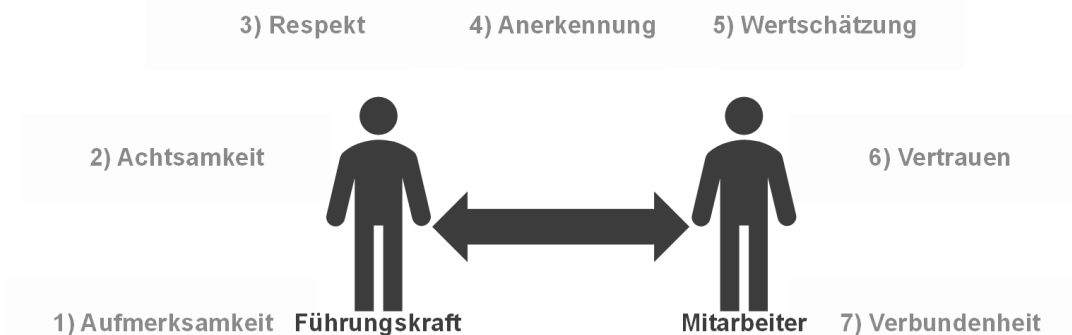 3) Respekt 4) Anerkennung 5) Wertschätzung
2) Achtsamkeit 6) Vertrauen
1) Aufmerksamkeit Führungskraft Mitarbeiter 7) Verbundenheit